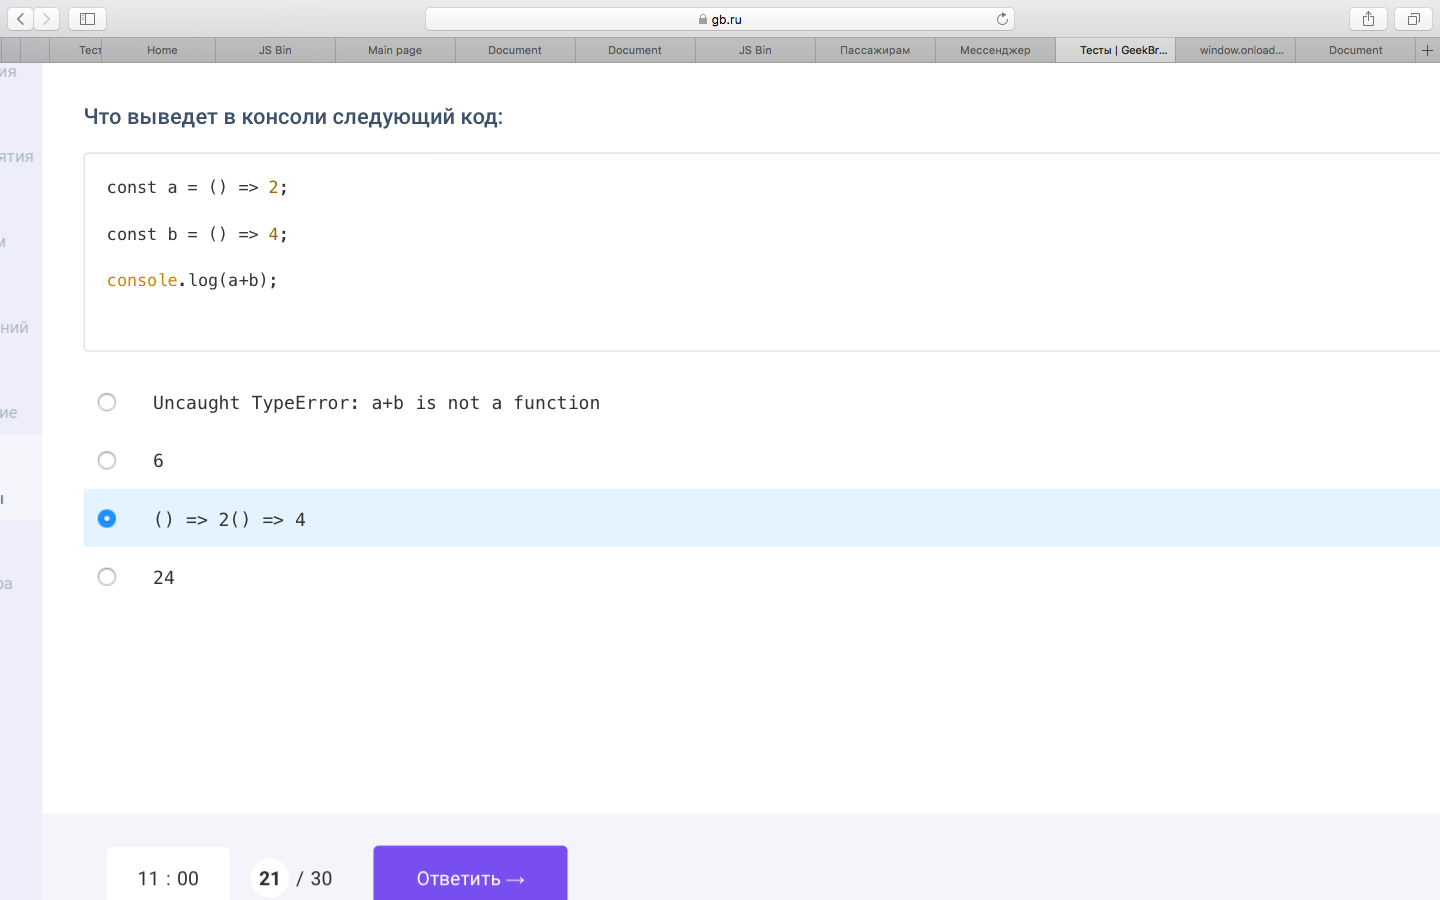 gb.ru
Тест
Home
JS Bin
Main page
Document
Document
JS Bin
Пассажирам
Мессенджер
Тесты | GeekBr...
window.onload...
Document
ия
ятия
м
ний
ие
ы
ра
Что выведет в консоли следующий код:
const a = () => 2;
const b = () => 4;
console.log(a+b);
Uncaught TypeError: a+b is not a function
6
() => 2() => 4
24
11 : 00
21 / 30
Ответить →